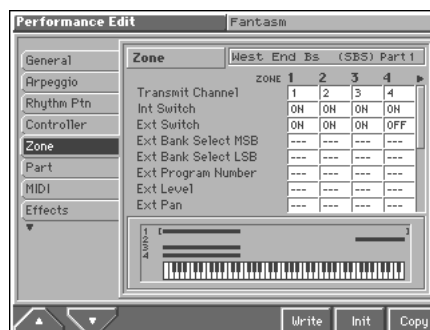 Performance Edit Fantasm
General
Arpeggio
Rhythm Ptn
Controller
Zone
Part
MIDI
Effects
Zone West End Bs (SBS) Part 1
ZONE 1 2 3 4
Transmit Channel 1 2 3 4
Int Switch ON ON ON ON
Ext Switch ON ON ON OFF
Ext Bank Select MSB --- --- --- ---
Ext Bank Select LSB --- --- --- ---
Ext Program Number --- --- --- ---
Ext Level --- --- --- ---
Ext Pan --- --- --- ---
1
2
3
4
Write Init Copy